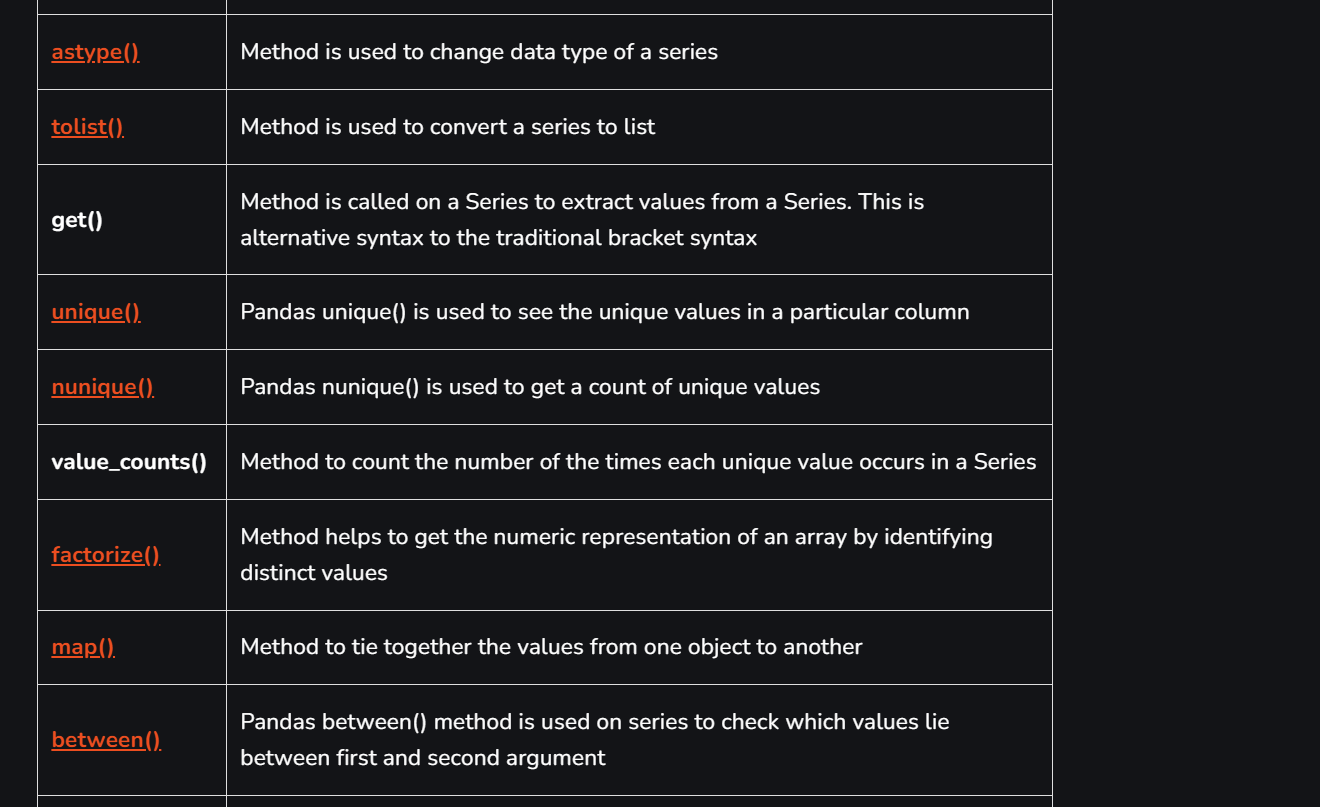 astype()
Method is used to change data type of a series
tolist()
Method is used to convert a series to list
get()
Method is called on a Series to extract values from a Series. This is
alternative syntax to the traditional bracket syntax
unique()
Pandas unique() is used to see the unique values in a particular column
nunique()
Pandas nunique() is used to get a count of unique values
value_counts()
Method to count the number of the times each unique value occurs in a Series
factorize()
Method helps to get the numeric representation of an array by identifying
distinct values
map()
Method to tie together the values from one object to another
between()
Pandas between() method is used on series to check which values lie
between first and second argument